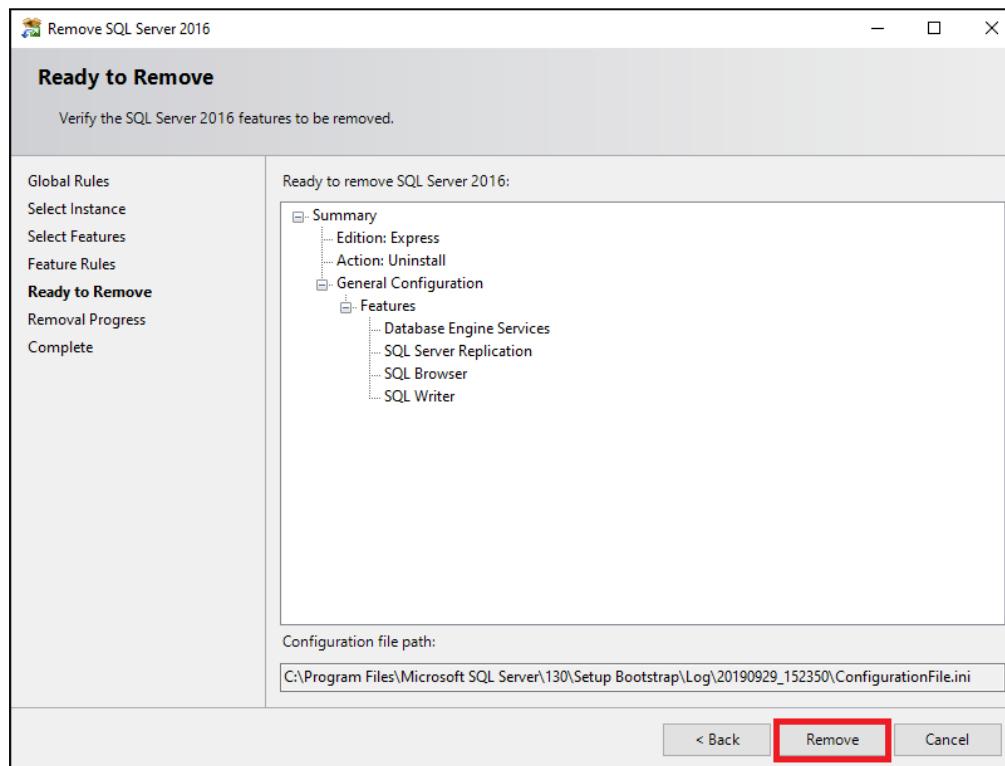 Remove SQL Server 2016
Ready to Remove
Verify the SQL Server 2016 features to be removed.
Global Rules
Select Instance
Select Features
Feature Rules
Ready to Remove
Removal Progress
Complete
Ready to remove SQL Server 2016:
Summary
Edition: Express
Action: Uninstall
General Configuration
Features
Database Engine Services
SQL Server Replication
SQL Browser
SQL Writer
Configuration file path:
C:\Program Files\Microsoft SQL Server\130\Setup Bootstrap\Log\20190929_152350\ConfigurationFile.ini
< Back Remove Cancel